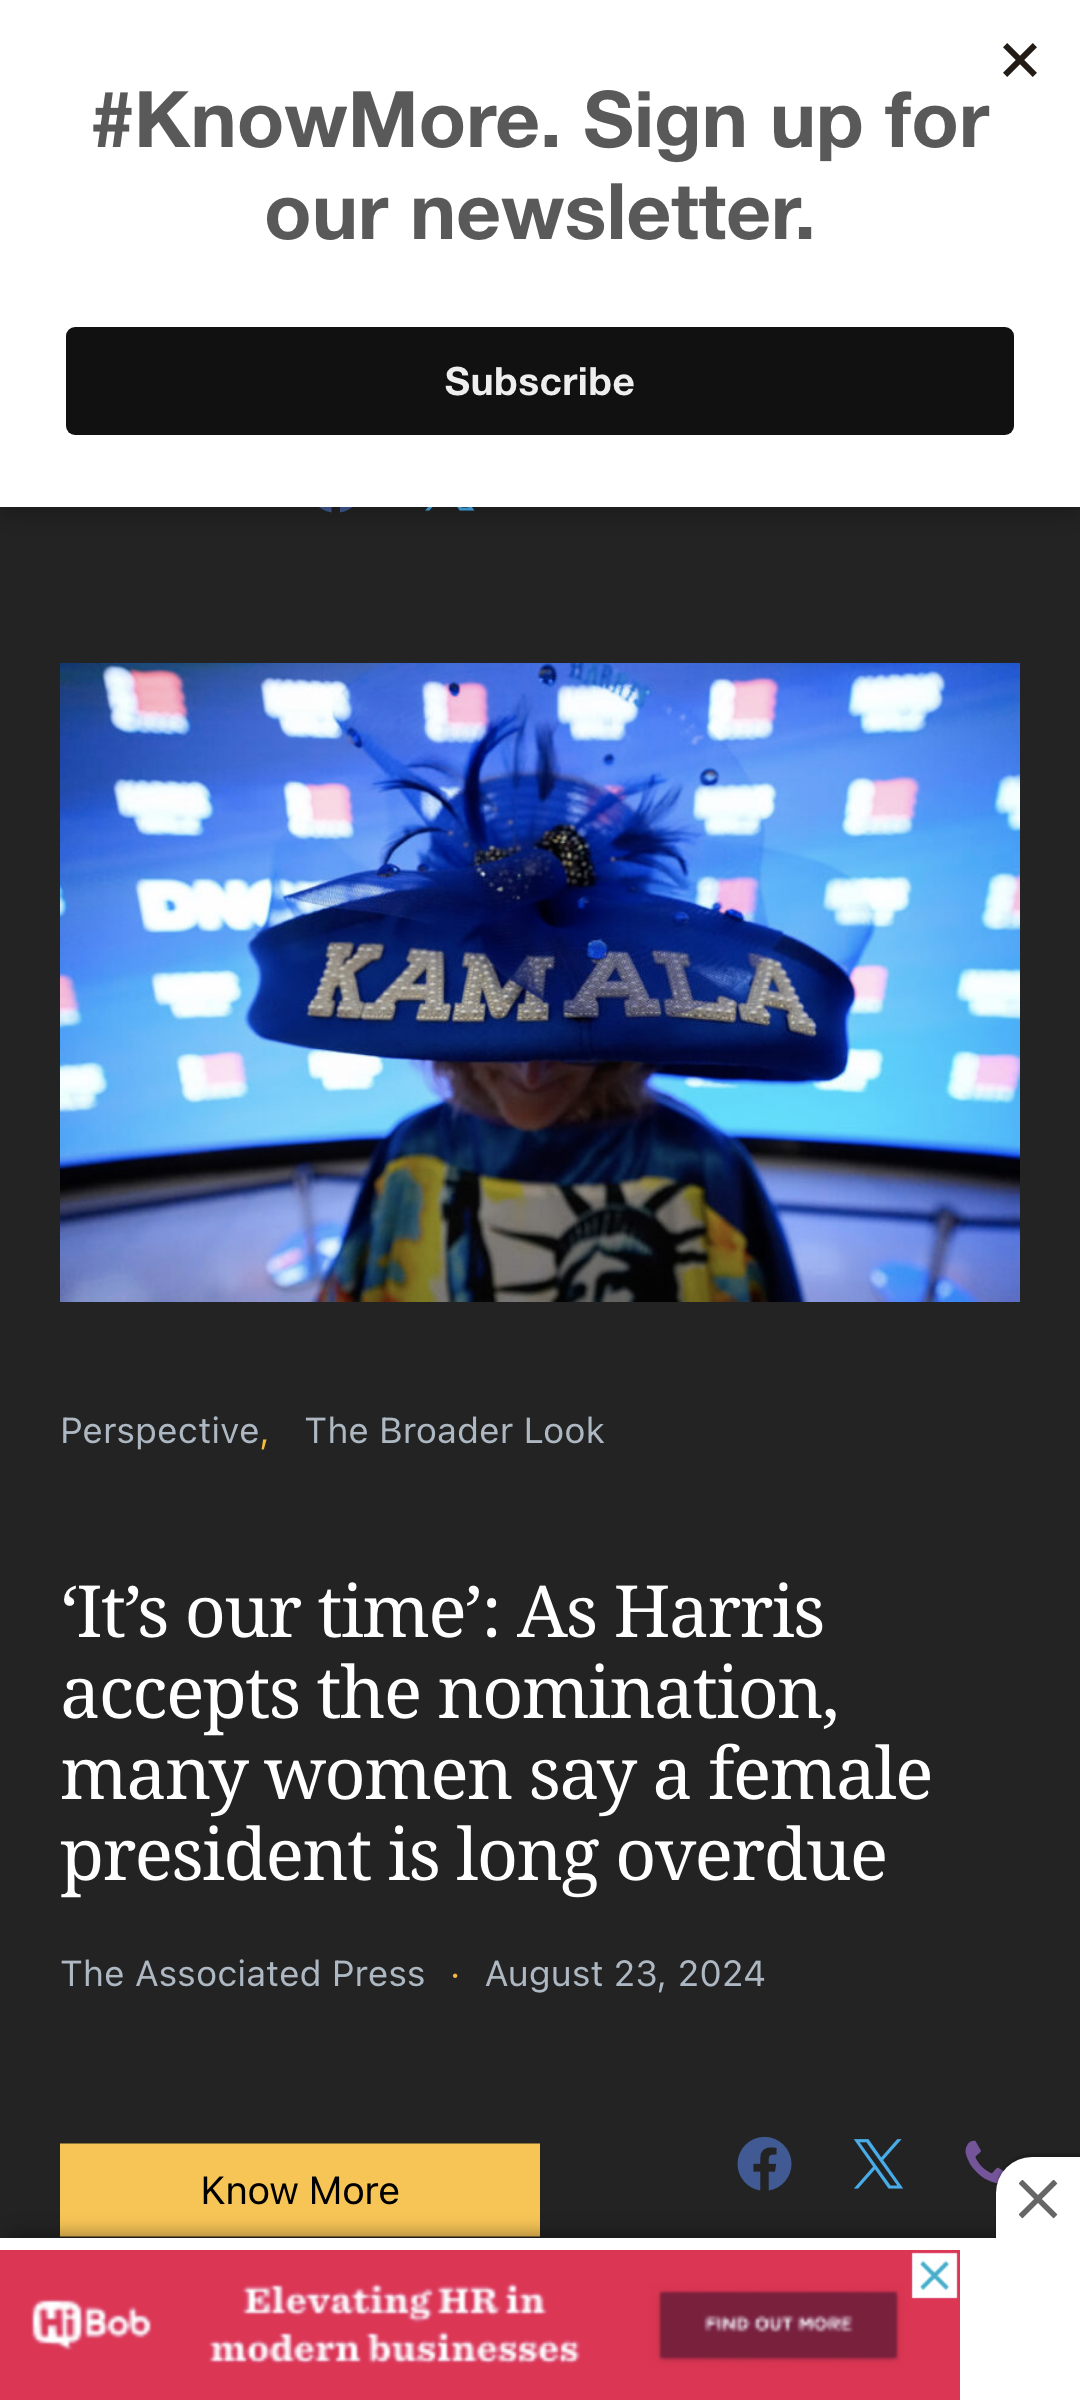 #KnowMore. Sign up for
our newsletter.
Subscribe
KAMALA
Perspective, The Broader Look
‘It’s our time’: As Harris
accepts the nomination,
many women say a female
president is long overdue
The Associated Press · August 23, 2024
Know More
HiBob
Elevating HR in
modern businesses
FIND OUT MORE